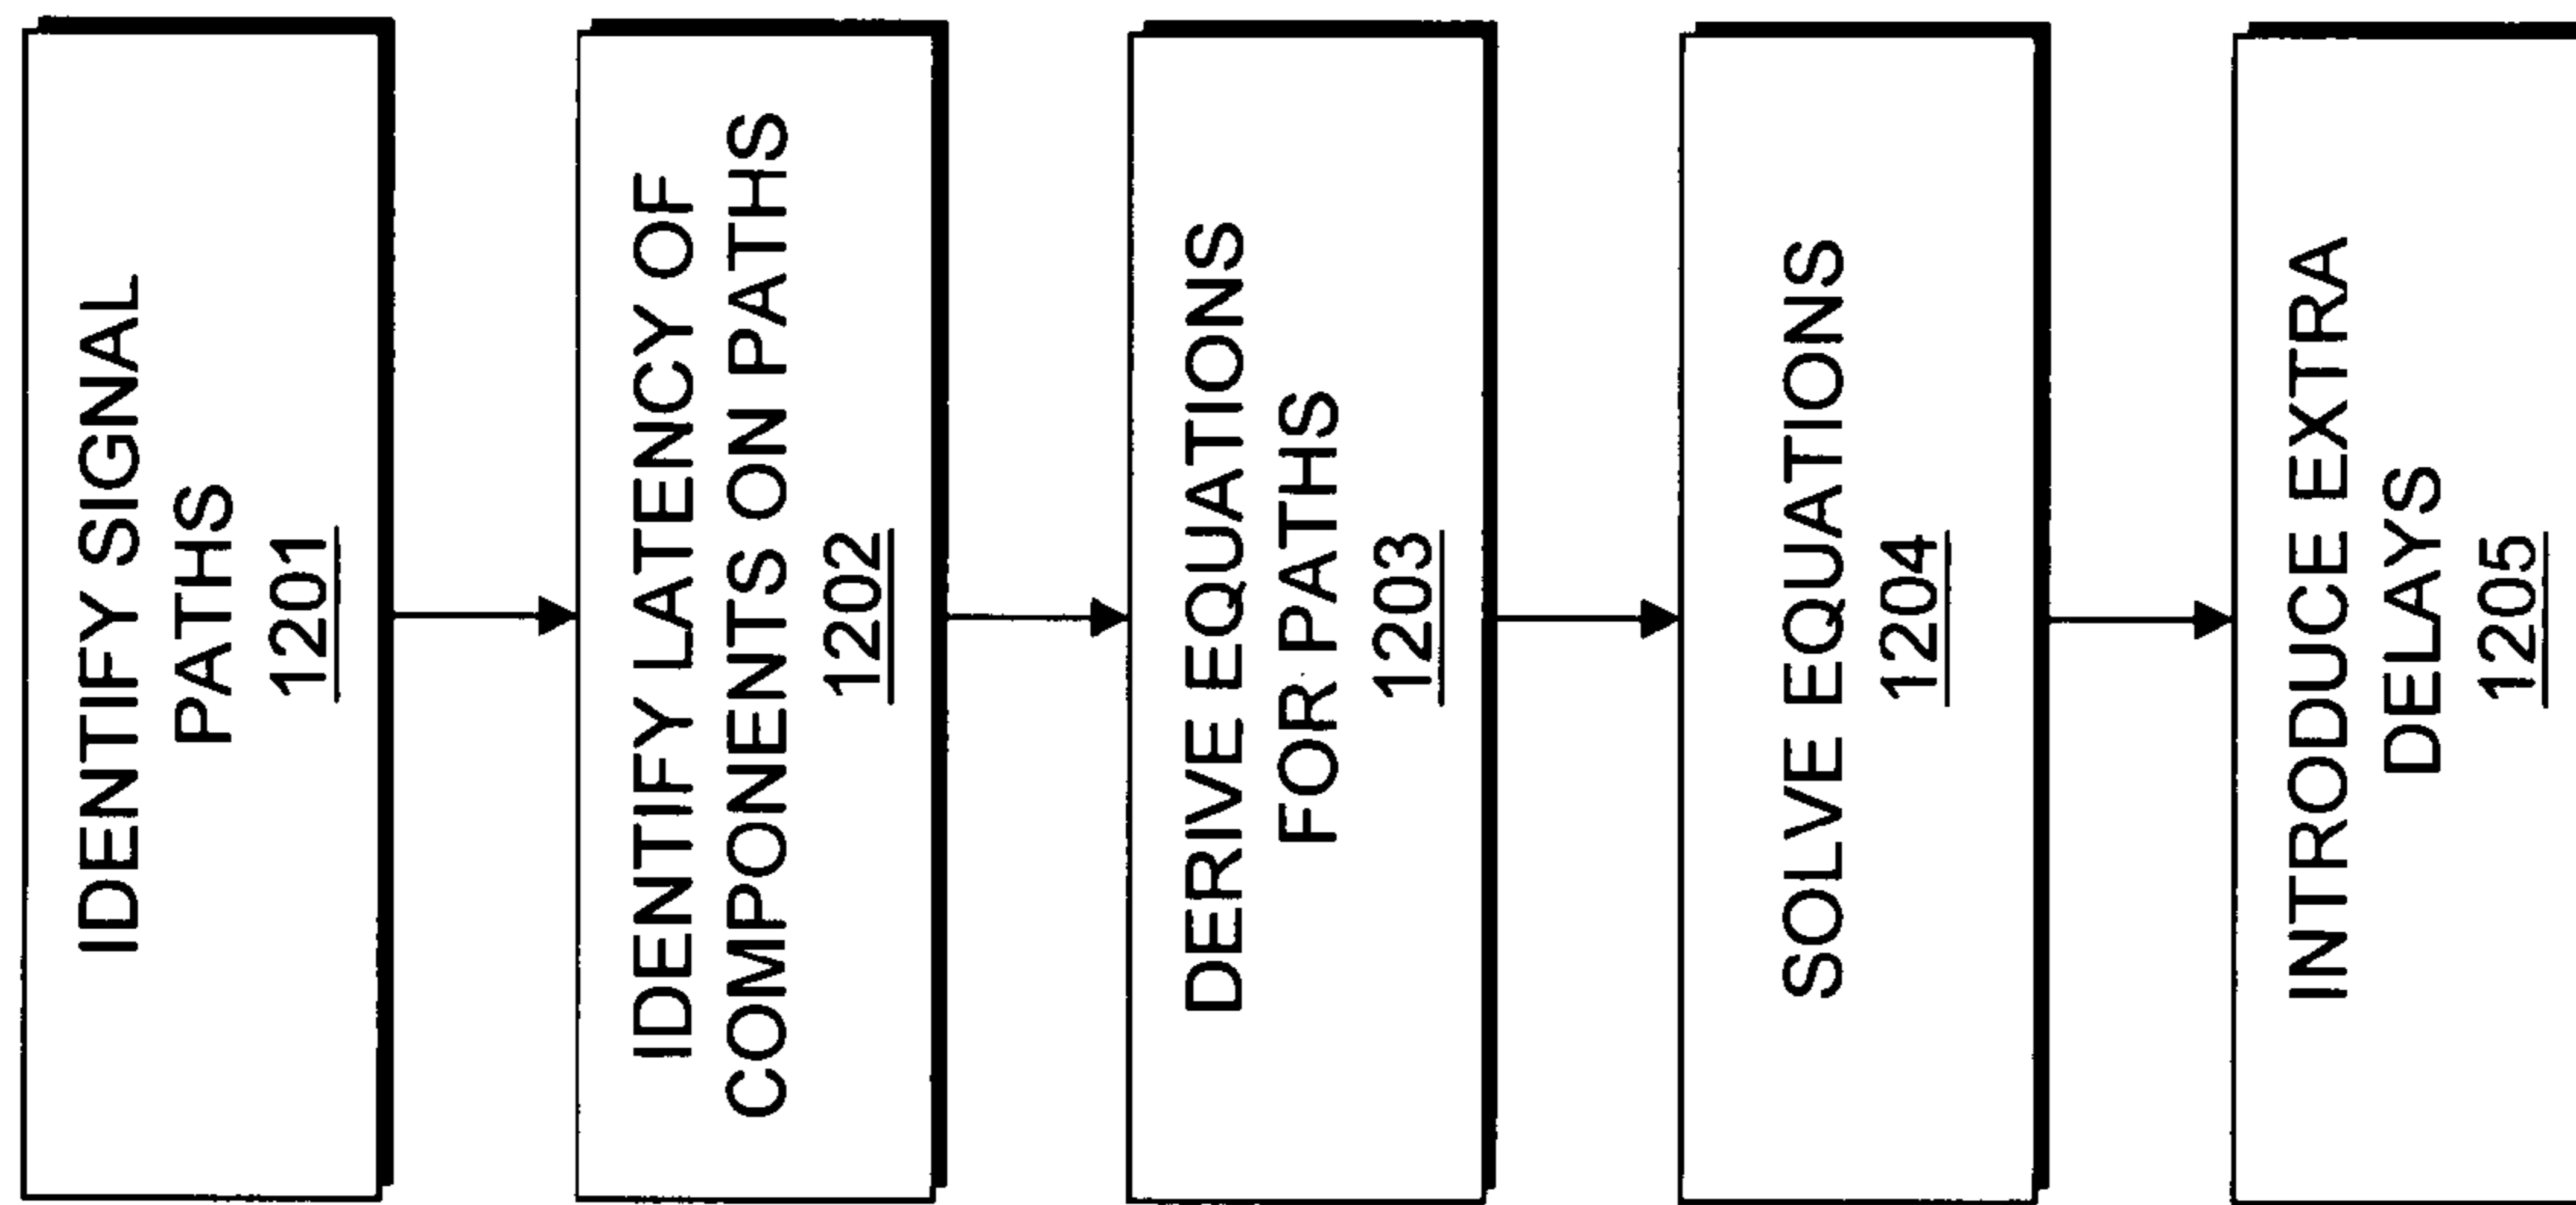 IDENTIFY SIGNAL
PATHS
1201
IDENTIFY LATENCY OF
COMPONENTS ON PATHS
1202
DERIVE EQUATIONS
FOR PATHS
1203
SOLVE EQUATIONS
1204
INTRODUCE EXTRA
DELAYS
1205